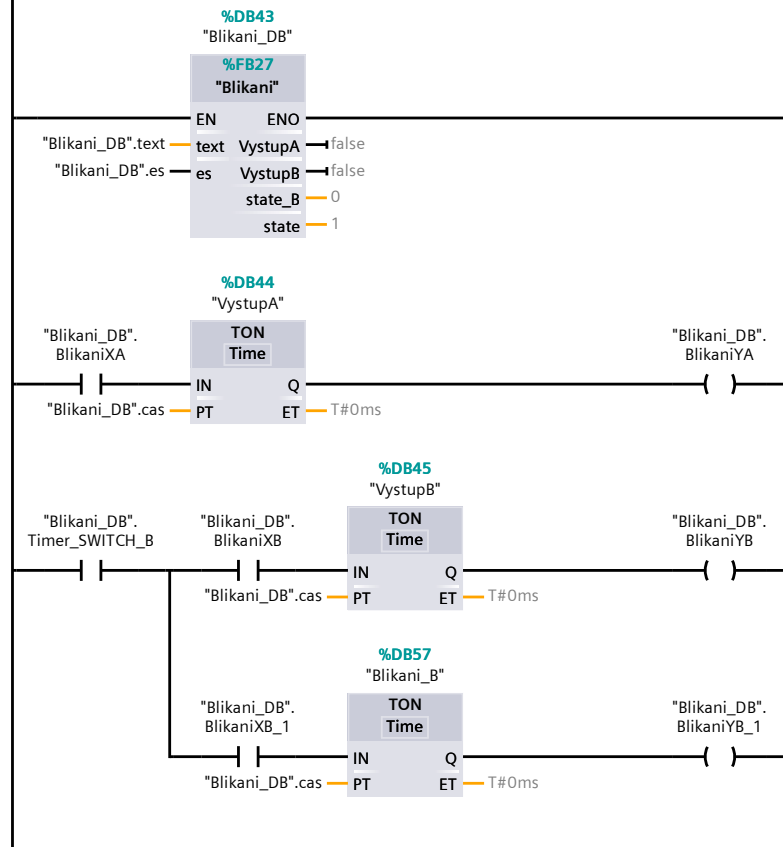 %DB43
"Blikani_DB"
%FB27
"Blikani"
EN ENO
"Blikani_DB".text text VystupA false
"Blikani_DB".es es VystupB false
state_B 0
state 1
%DB44
"VystupA"
"Blikani_DB".
BlikaniXA
TON
Time
"Blikani_DB".
BlikaniYA
IN Q
"Blikani_DB".cas PT ET T#0ms
%DB45
"VystupB"
"Blikani_DB".
Timer_SWITCH_B
"Blikani_DB".
BlikaniXB
TON
Time
"Blikani_DB".
BlikaniYB
IN Q
"Blikani_DB".cas PT ET T#0ms
%DB57
"Blikani_B"
"Blikani_DB".
BlikaniXB_1
TON
Time
"Blikani_DB".
BlikaniYB_1
IN Q
"Blikani_DB".cas PT ET T#0ms